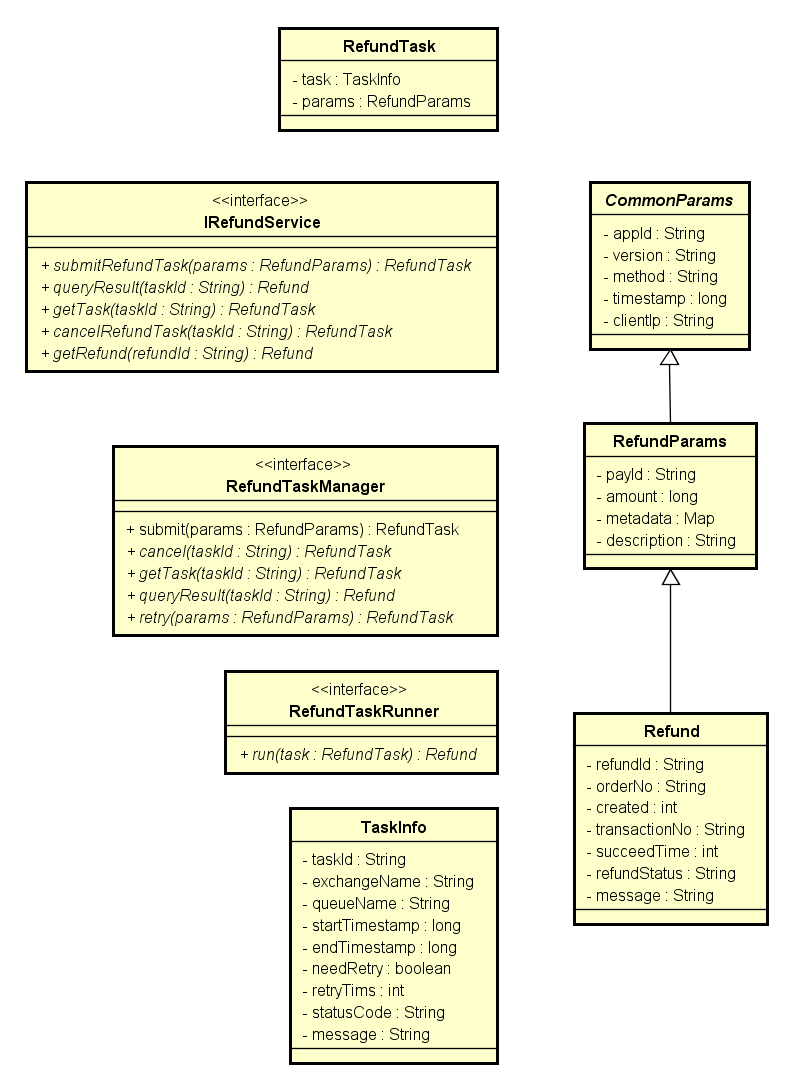 RefundTask
- task : TaskInfo
- params : RefundParams
<<interface>>
IRefundService
+ submitRefundTask(params : RefundParams) : RefundTask
+ queryResult(taskId : String) : Refund
+ getTask(taskId : String) : RefundTask
+ cancelRefundTask(taskId : String) : RefundTask
+ getRefund(refundId : String) : Refund
CommonParams
- appId : String
- version : String
- method : String
- timestamp : long
- clientIp : String
RefundParams
- payId : String
- amount : long
- metadata : Map
- description : String
<<interface>>
RefundTaskManager
+ submit(params : RefundParams) : RefundTask
+ cancel(taskId : String) : RefundTask
+ getTask(taskId : String) : RefundTask
+ queryResult(taskId : String) : Refund
+ retry(params : RefundParams) : RefundTask
<<interface>>
RefundTaskRunner
+ run(task : RefundTask) : Refund
Refund
- refundId : String
- orderNo : String
- created : int
- transactionNo : String
- succeedTime : int
- refundStatus : String
- message : String
TaskInfo
- taskId : String
- exchangeName : String
- queueName : String
- startTimestamp : long
- endTimestamp : long
- needRetry : boolean
- retryTims : int
- statusCode : String
- message : String